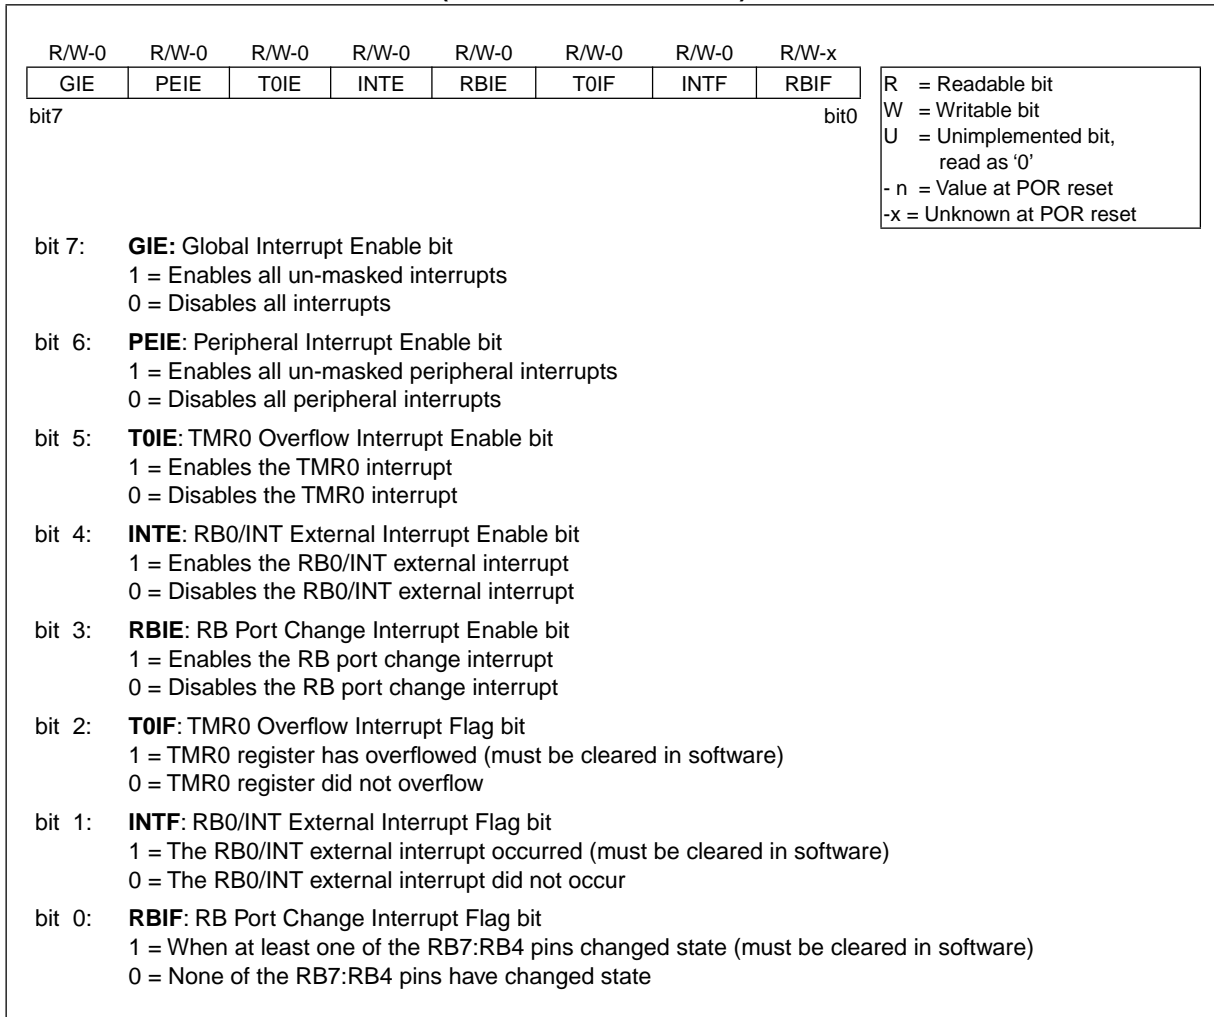 R/W-0 R/W-0 R/W-0 R/W-0 R/W-0 R/W-0 R/W-0 R/W-x
GIE PEIE T0IE INTE RBIE T0IF INTF RBIF
bit7 bit0
R = Readable bit
W = Writable bit
U = Unimplemented bit,
read as ‘0’
- n = Value at POR reset
-x = Unknown at POR reset
bit 7: GIE: Global Interrupt Enable bit
1 = Enables all un-masked interrupts
0 = Disables all interrupts
bit 6: PEIE: Peripheral Interrupt Enable bit
1 = Enables all un-masked peripheral interrupts
0 = Disables all peripheral interrupts
bit 5: T0IE: TMR0 Overflow Interrupt Enable bit
1 = Enables the TMR0 interrupt
0 = Disables the TMR0 interrupt
bit 4: INTE: RB0/INT External Interrupt Enable bit
1 = Enables the RB0/INT external interrupt
0 = Disables the RB0/INT external interrupt
bit 3: RBIE: RB Port Change Interrupt Enable bit
1 = Enables the RB port change interrupt
0 = Disables the RB port change interrupt
bit 2: T0IF: TMR0 Overflow Interrupt Flag bit
1 = TMR0 register has overflowed (must be cleared in software)
0 = TMR0 register did not overflow
bit 1: INTF: RB0/INT External Interrupt Flag bit
1 = The RB0/INT external interrupt occurred (must be cleared in software)
0 = The RB0/INT external interrupt did not occur
bit 0: RBIF: RB Port Change Interrupt Flag bit
1 = When at least one of the RB7:RB4 pins changed state (must be cleared in software)
0 = None of the RB7:RB4 pins have changed state